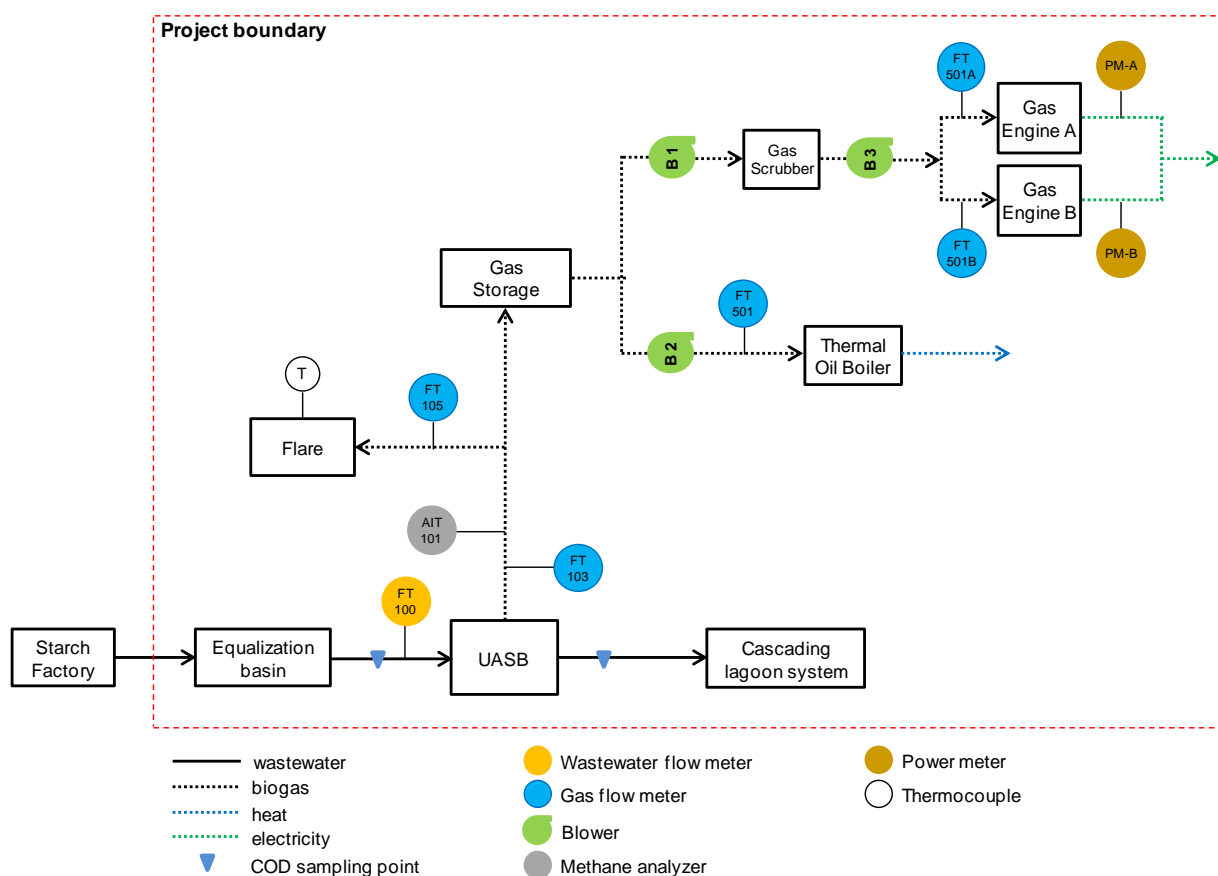 Project boundary
FT
501A
PM-A
Gas
Engine A
B 1
Gas
Scrubber
B 3
Gas
Engine B
FT
501B
PM-B
Gas
Storage
FT
501
B 2
Thermal
Oil Boiler
T
FT
105
Flare
AIT
101
FT
103
FT
100
Starch
Factory
Equalization
basin
UASB
Cascading
lagoon system
wastewater
biogas
heat
electricity
COD sampling point
Wastewater flow meter
Gas flow meter
Blower
Methane analyzer
Power meter
Thermocouple